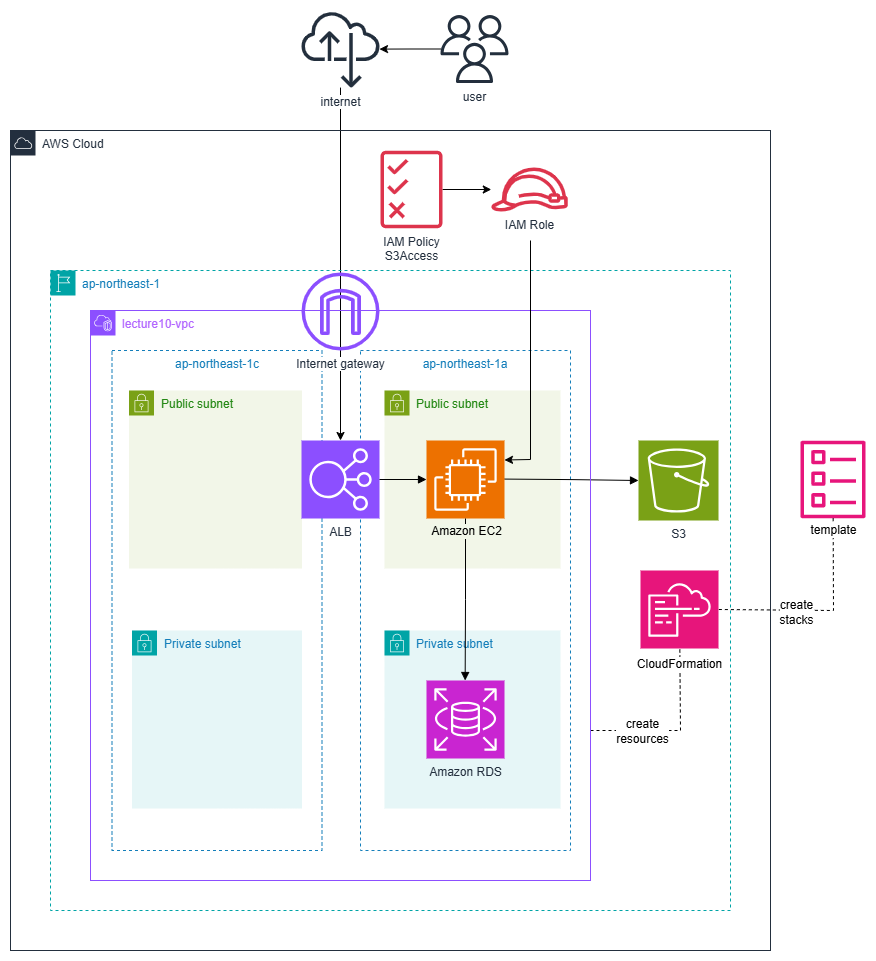 internet
user
AWS Cloud
IAM Policy
S3Access
IAM Role
ap-northeast-1
lecture10-vpc
Internet gateway
ap-northeast-1c
ap-northeast-1a
Public subnet
Public subnet
ALB
Amazon EC2
S3
template
create
stacks
CloudFormation
Private subnet
Private subnet
create
resources
Amazon RDS